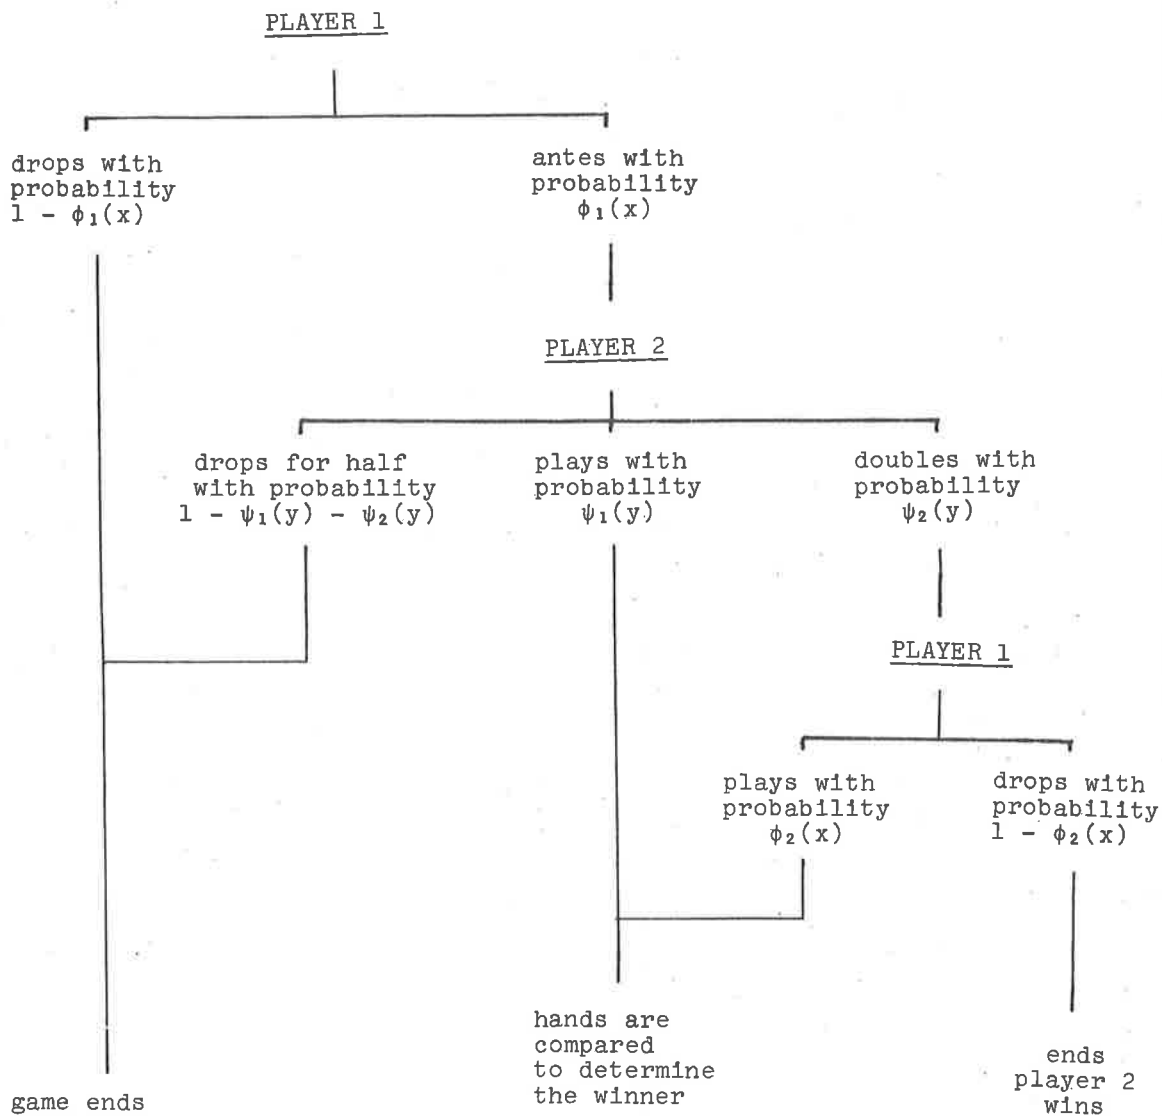 PLAYER 1
drops with
probability
1 - ϕ₁(x)
antes with
probability
ϕ₁(x)
PLAYER 2
drops for half
with probability
1 - ψ₁(y) - ψ₂(y)
plays with
probability
ψ₁(y)
doubles with
probability
ψ₂(y)
PLAYER 1
plays with
probability
ϕ₂(x)
drops with
probability
1 - ϕ₂(x)
game ends
hands are
compared
to determine
the winner
ends
player 2
wins